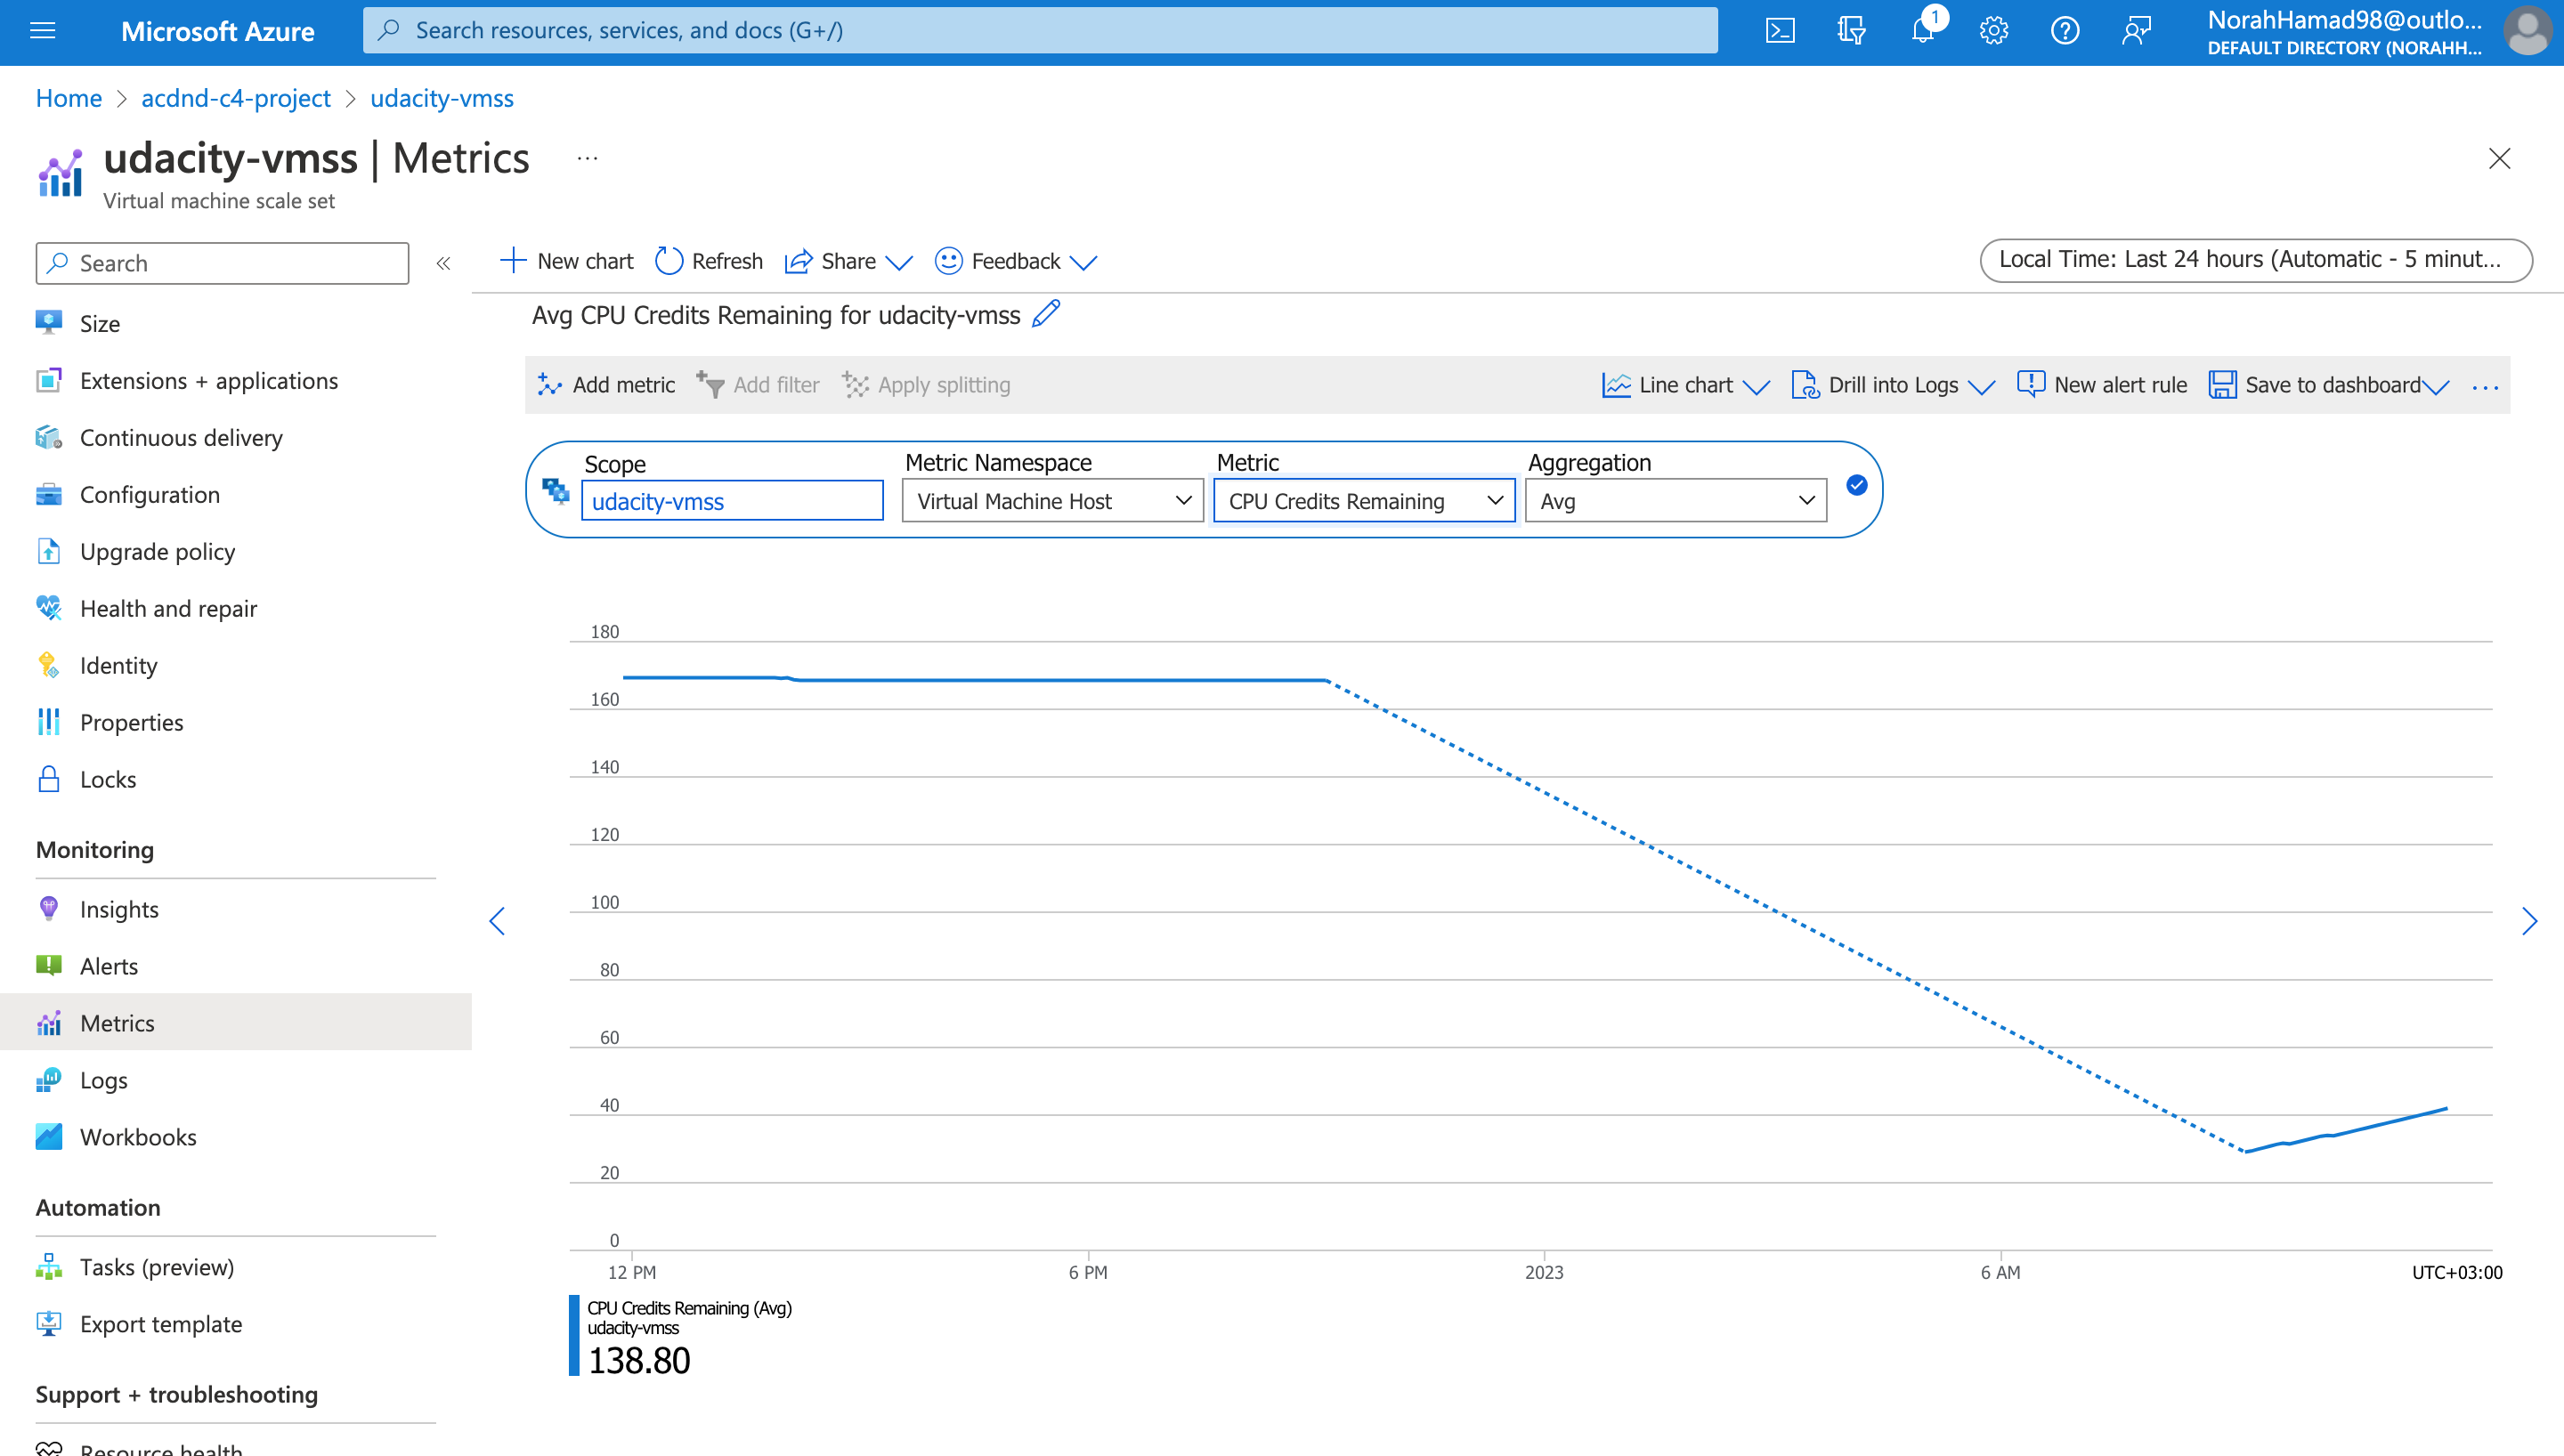 Microsoft Azure
Search resources, services, and docs (G+/)
1
NorahHamad98@outlo...
DEFAULT DIRECTORY (NORAHH...
Home > acdnd-c4-project > udacity-vmss
udacity-vmss | Metrics ...
Virtual machine scale set
Search
«
Size
Extensions + applications
Continuous delivery
Configuration
Upgrade policy
Health and repair
Identity
Properties
Locks
Monitoring
Insights
Alerts
Metrics
Logs
Workbooks
Automation
Tasks (preview)
Export template
Support + troubleshooting
Resource health
New chart Refresh Share Feedback
Local Time: Last 24 hours (Automatic - 5 minut...
Avg CPU Credits Remaining for udacity-vmss
Add metric Add filter Apply splitting Line chart Drill into Logs New alert rule Save to dashboard ...
Scope Metric Namespace Metric Aggregation
udacity-vmss Virtual Machine Host CPU Credits Remaining Avg
180
160
140
120
100
80
60
40
20
0
12 PM 6 PM 2023 6 AM UTC+03:00
CPU Credits Remaining (Avg)
udacity-vmss
138.80